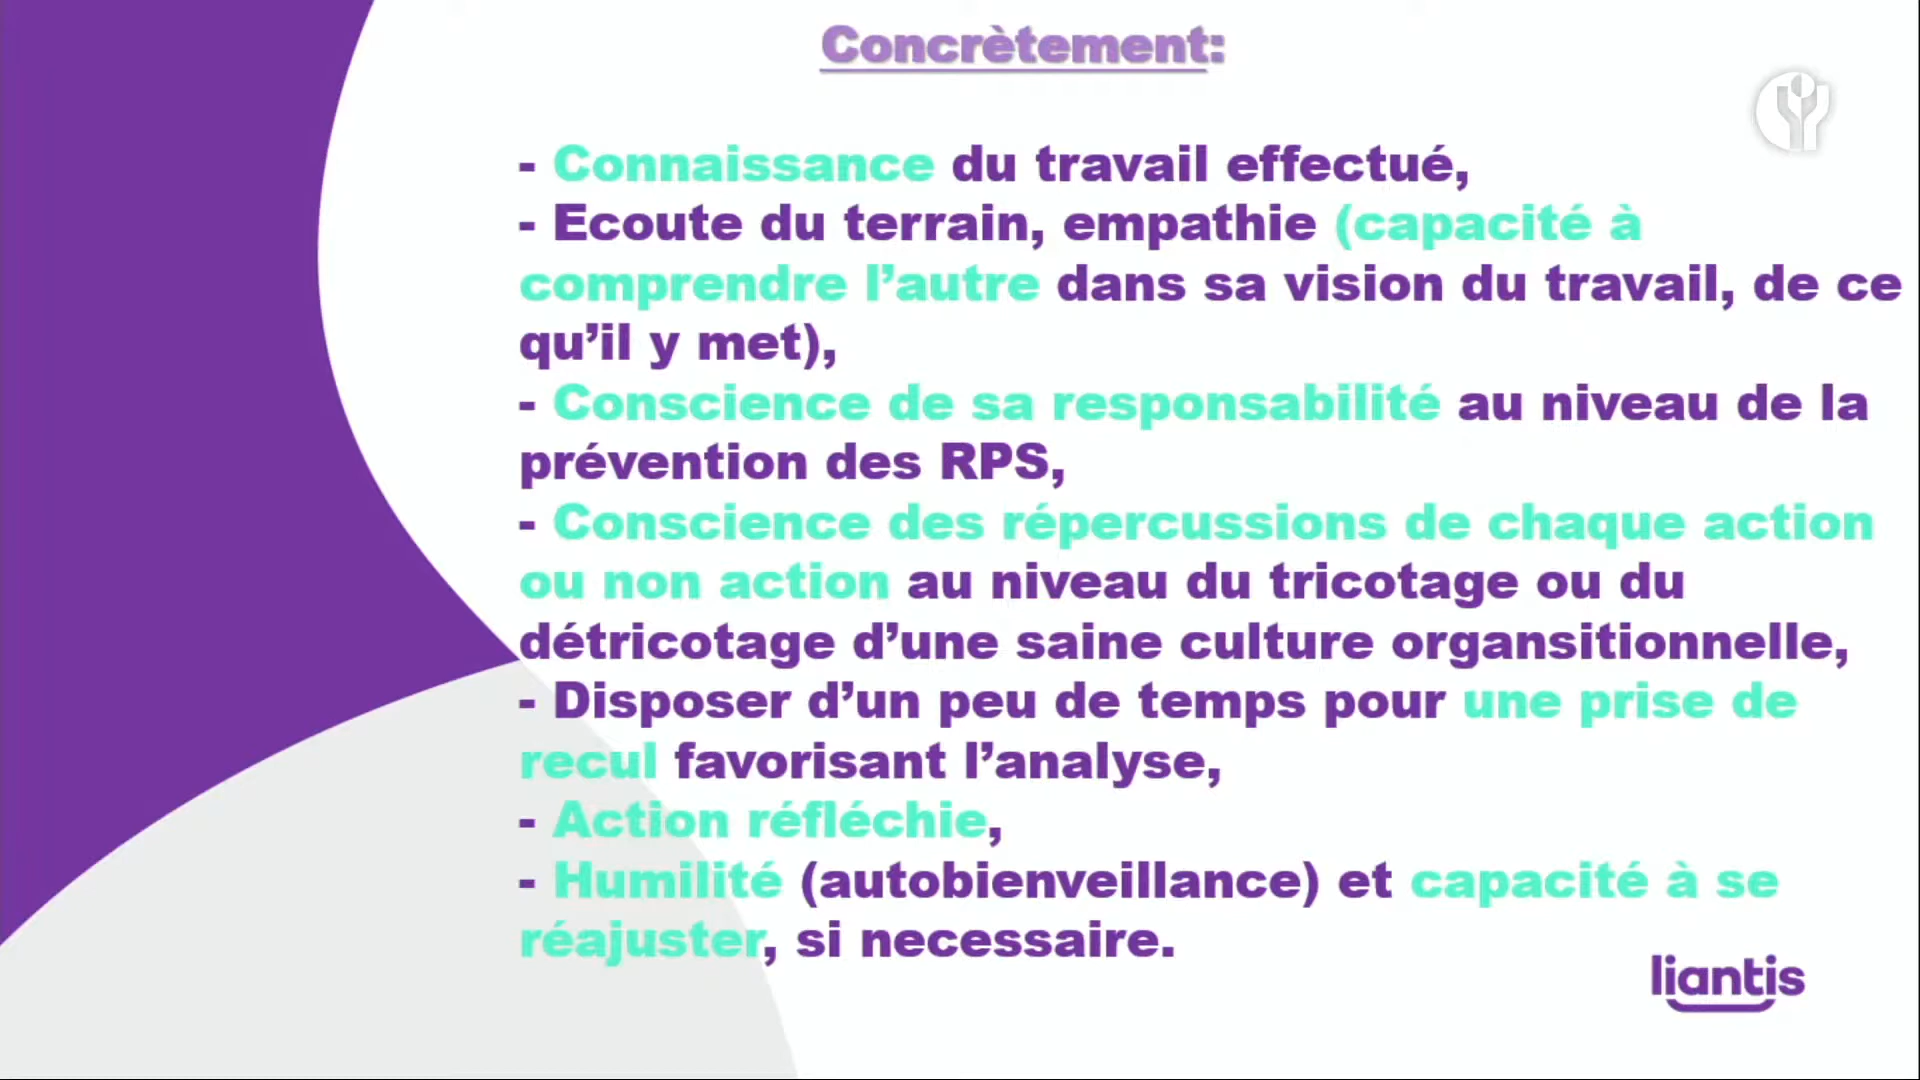 Concrètement:
- Connaissance du travail effectué,
- Ecoute du terrain, empathie (capacité à
comprendre l’autre dans sa vision du travail, de ce
qu’il y met),
- Conscience de sa responsabilité au niveau de la
prévention des RPS,
- Conscience des répercussions de chaque action
ou non action au niveau du tricotage ou du
détricotage d’une saine culture organsitionnelle,
- Disposer d’un peu de temps pour une prise de
recul favorisant l’analyse,
- Action réfléchie,
- Humilité (autobienveillance) et capacité à se
réajuster, si necessaire.
liantis